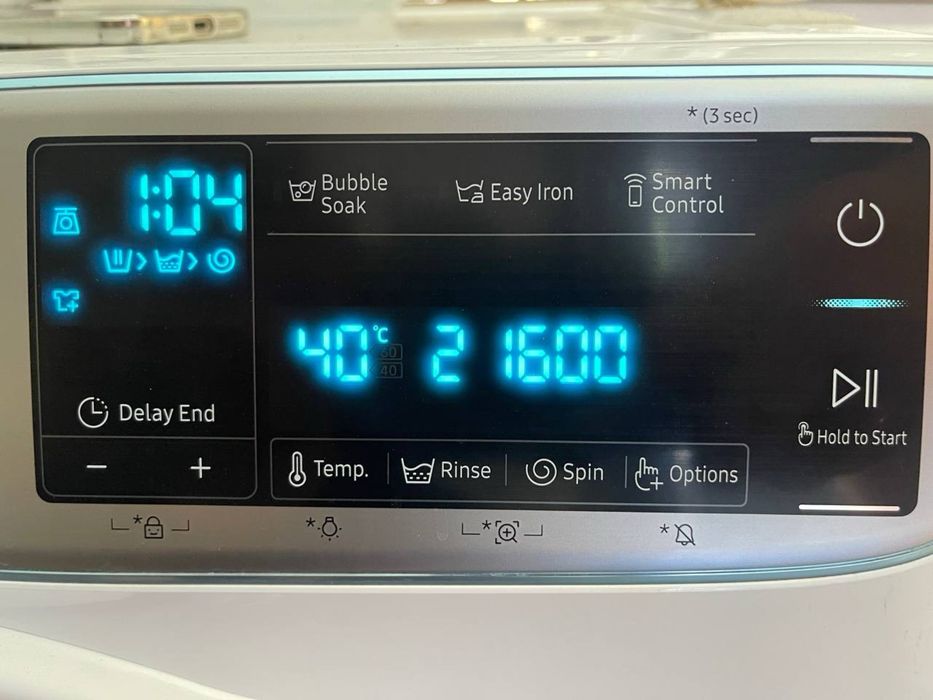 * (3 sec)
1:04
Bubble
Soak
Easy Iron
Smart
Control
40 °C 2 1600
60
40
Delay End
Hold to Start
− +
Temp. Rinse Spin Options
* * * *